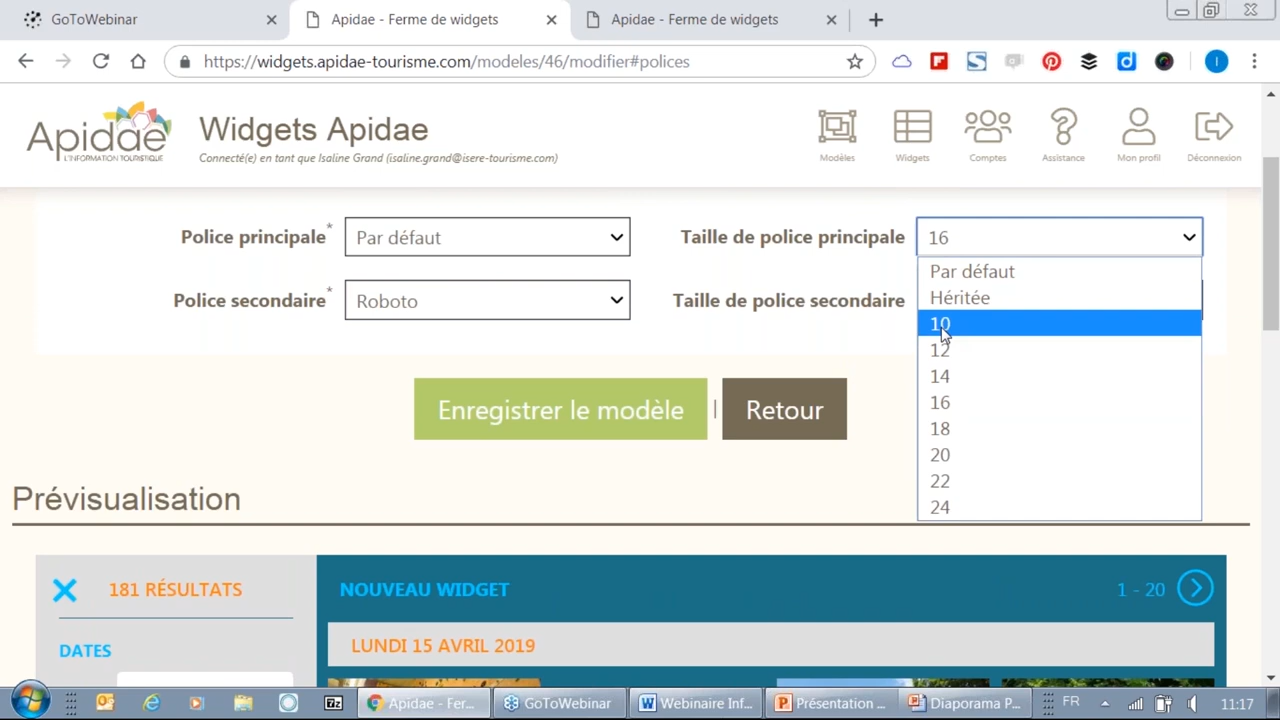 GoToWebinar
Apidae - Ferme de widgets
Apidae - Ferme de widgets
https://widgets.apidae-tourisme.com/modeles/46/modifier#polices
Apidae
L'INFORMATION TOURISTIQUE
Widgets Apidae
Connecté(e) en tant que Isaline Grand (isaline.grand@isere-tourisme.com)
Modèles
Widgets
Comptes
Assistance
Mon profil
Déconnexion
Police principale*
Par défaut
Taille de police principale
16
Police secondaire*
Roboto
Taille de police secondaire
Par défaut
Héritée
10
12
14
16
18
20
22
24
Enregistrer le modèle | Retour
Prévisualisation
181 RÉSULTATS
DATES
NOUVEAU WIDGET
1 - 20
LUNDI 15 AVRIL 2019
7z
Apidae - Fer...
GoToWebinar
Webinaire Inf...
Présentation ...
Diaporama P...
FR
11:17